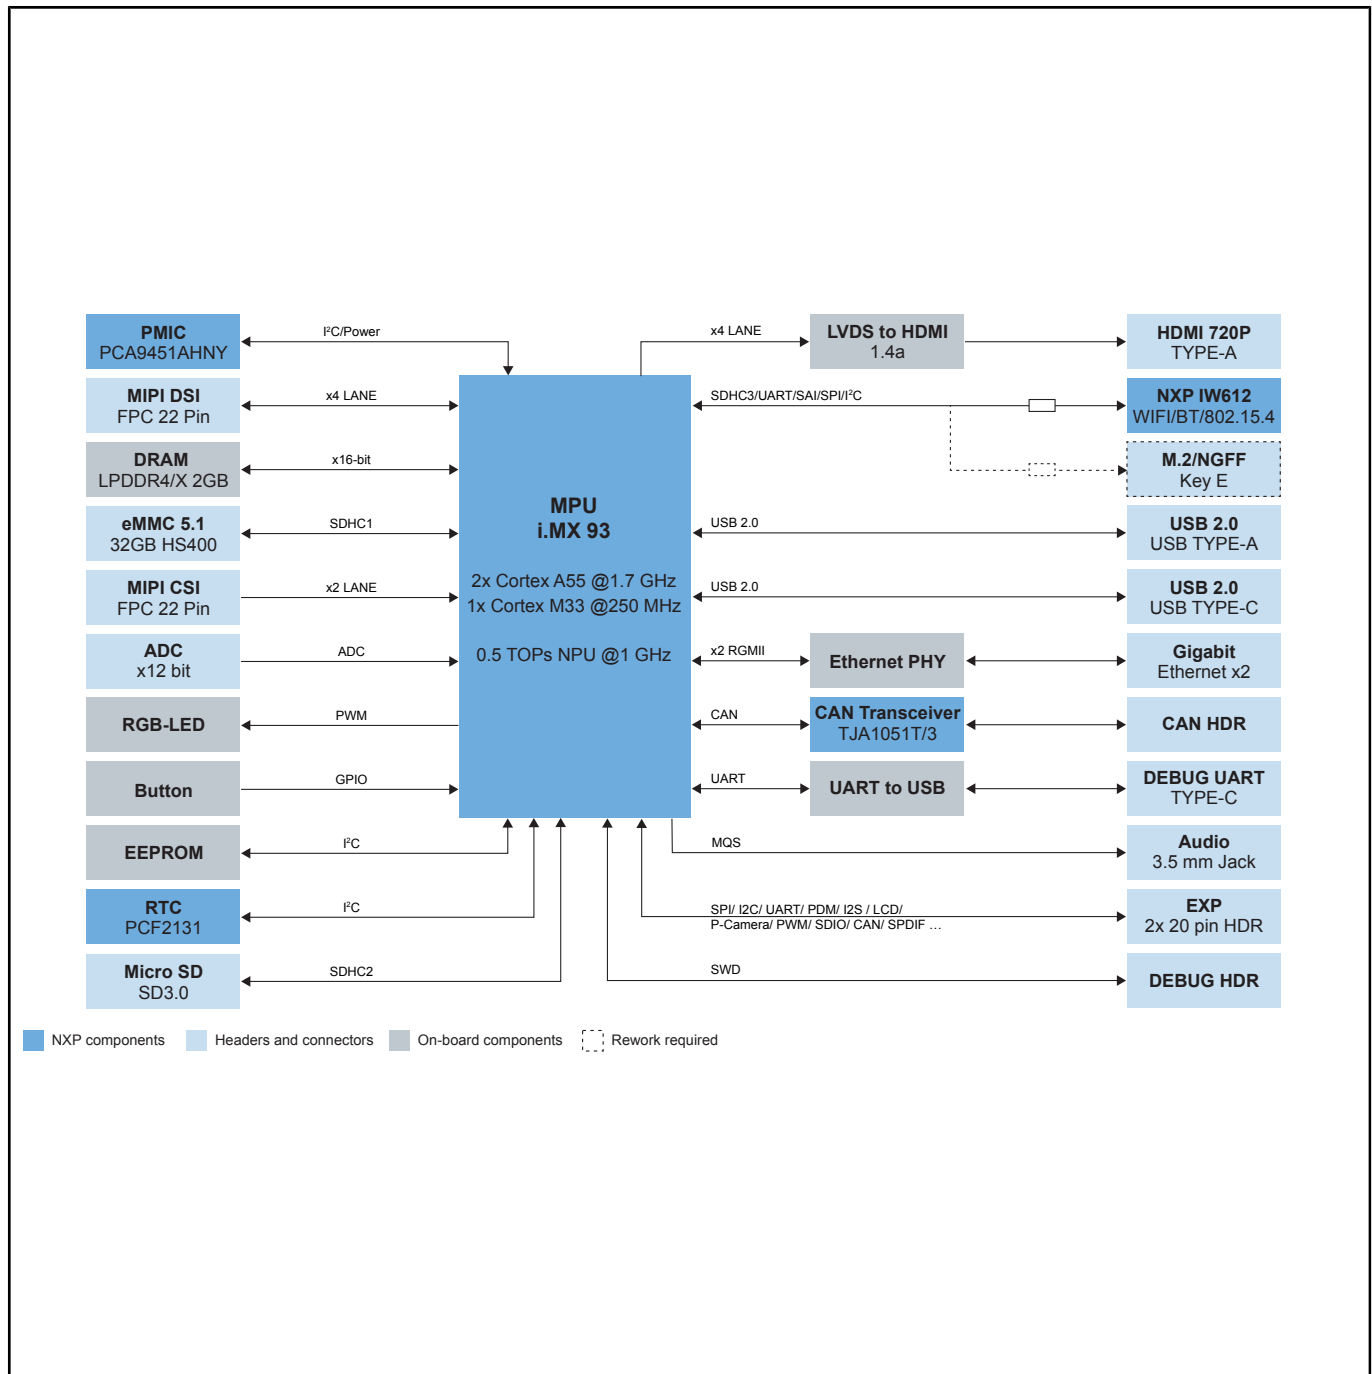 PMIC
PCA9451AHNY
I²C/Power
MIPI DSI
FPC 22 Pin
x4 LANE
DRAM
LPDDR4/X 2GB
x16-bit
eMMC 5.1
32GB HS400
SDHC1
MIPI CSI
FPC 22 Pin
x2 LANE
ADC
x12 bit
ADC
RGB-LED
PWM
Button
GPIO
EEPROM
I²C
RTC
PCF2131
I²C
Micro SD
SD3.0
SDHC2
MPU
i.MX 93
2x Cortex A55 @1.7 GHz
1x Cortex M33 @250 MHz
0.5 TOPs NPU @1 GHz
x4 LANE
LVDS to HDMI
1.4a
HDMI 720P
TYPE-A
SDHC3/UART/SAI/SPI/I²C
NXP IW612
WIFI/BT/802.15.4
M.2/NGFF
Key E
USB 2.0
USB 2.0
USB TYPE-A
USB 2.0
USB 2.0
USB TYPE-C
x2 RGMII
Ethernet PHY
Gigabit
Ethernet x2
CAN
CAN Transceiver
TJA1051T/3
CAN HDR
UART
UART to USB
DEBUG UART
TYPE-C
MQS
Audio
3.5 mm Jack
SPI/ I2C/ UART/ PDM/ I2S / LCD/
P-Camera/ PWM/ SDIO/ CAN/ SPDIF ...
EXP
2x 20 pin HDR
SWD
DEBUG HDR
NXP components
Headers and connectors
On-board components
Rework required